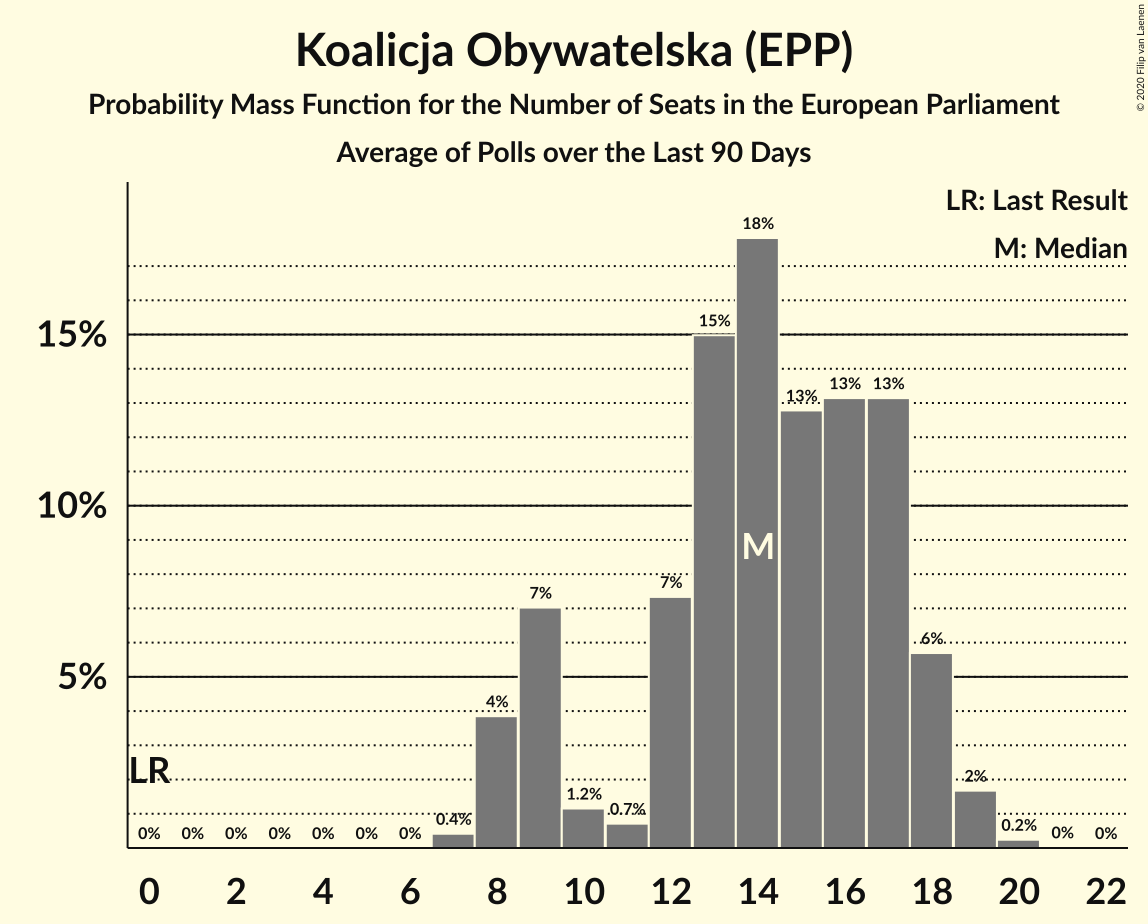 Koalicja Obywatelska (EPP)
Probability Mass Function for the Number of Seats in the European Parliament
Average of Polls over the Last 90 Days
© 2020 Filip van Laenen
LR: Last Result
M: Median
15%
10%
5%
LR
M
0%
0%
0%
0%
0%
0%
0%
0.4%
4%
7%
1.2%
0.7%
7%
15%
18%
13%
13%
13%
6%
2%
0.2%
0%
0%
0 2 4 6 8 10 12 14 16 18 20 22